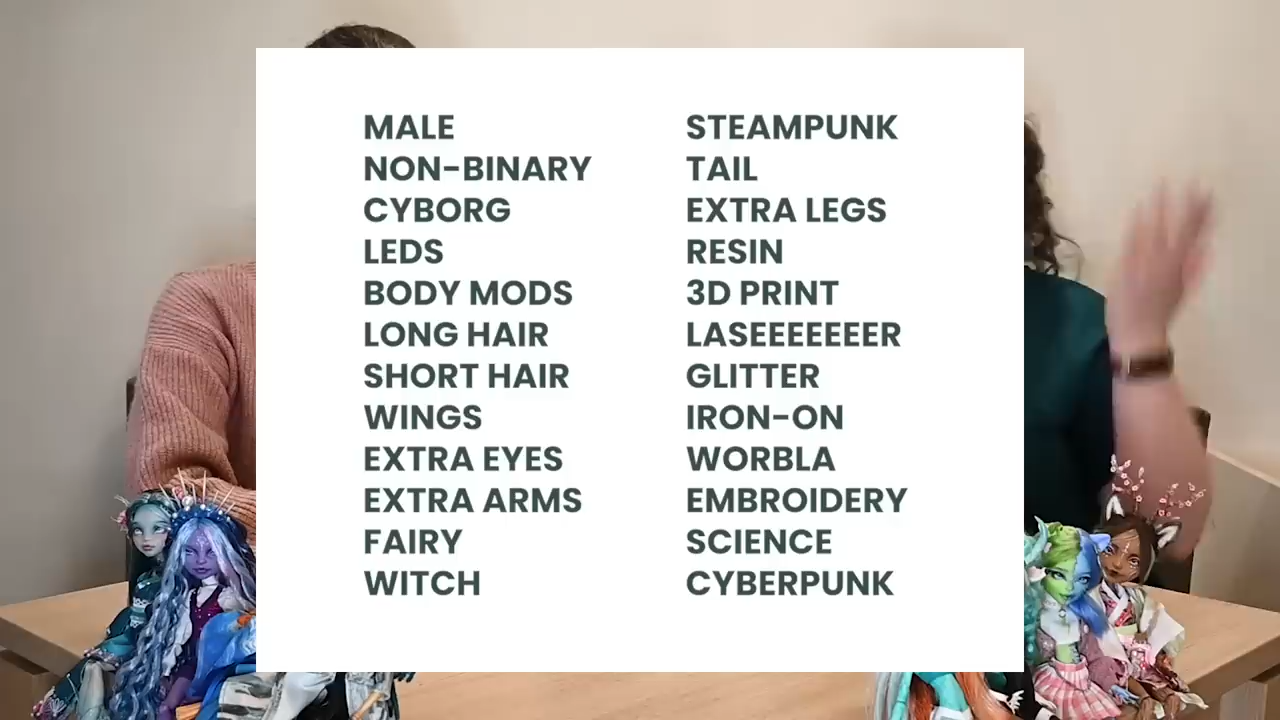 MALE
NON-BINARY
CYBORG
LEDS
BODY MODS
LONG HAIR
SHORT HAIR
WINGS
EXTRA EYES
EXTRA ARMS
FAIRY
WITCH
STEAMPUNK
TAIL
EXTRA LEGS
RESIN
3D PRINT
LASEEEEEEER
GLITTER
IRON-ON
WORBLA
EMBROIDERY
SCIENCE
CYBERPUNK